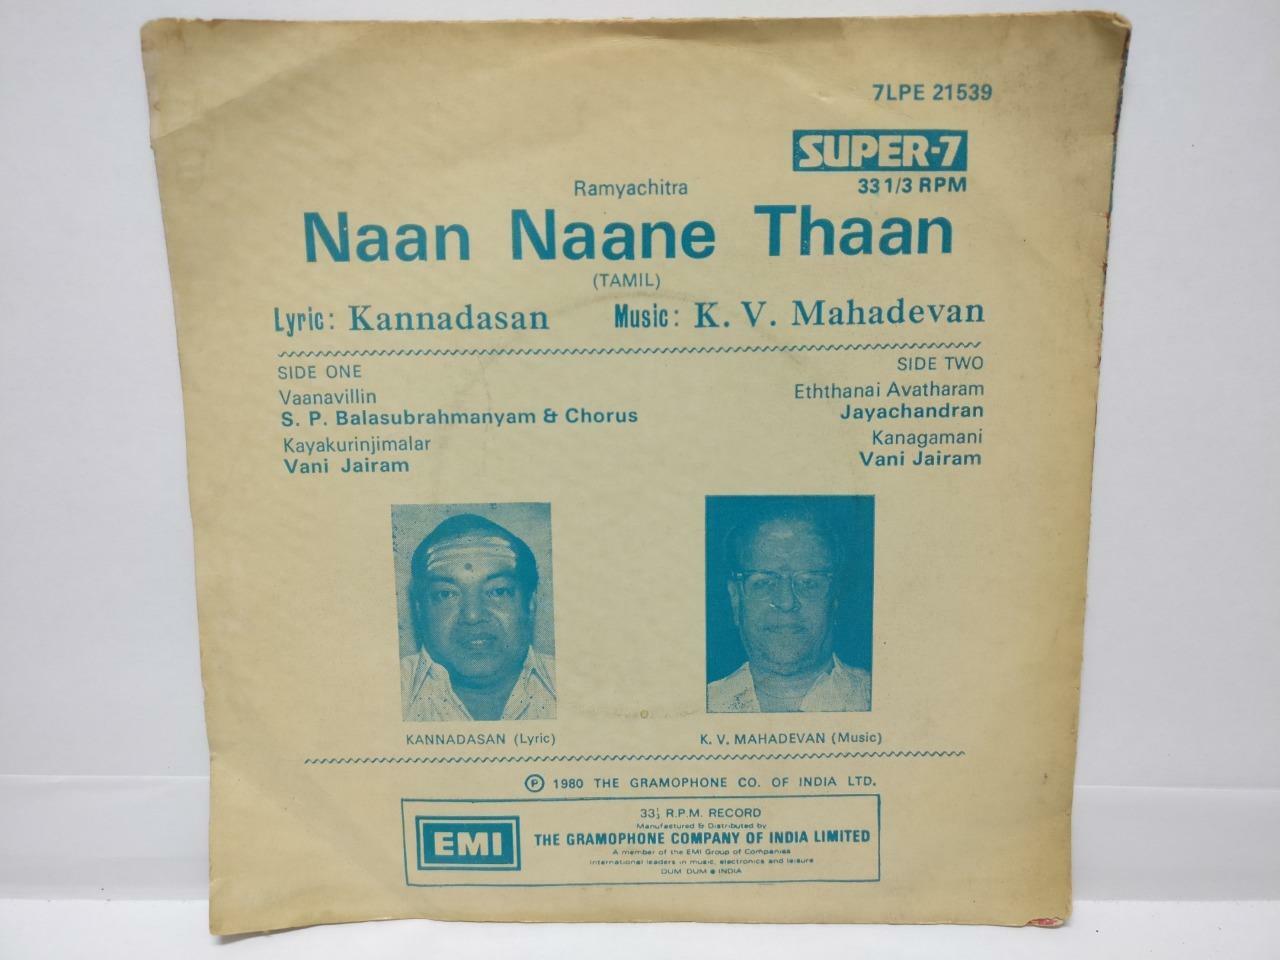 7LPE 21539
SUPER-7
33 1/3 RPM
Ramyachitra
Naan Naane Thaan
(TAMIL)
Lyric: Kannadasan Music: K. V. Mahadevan
SIDE ONE
Vaanavillin
S. P. Balasubrahmanyam & Chorus
Kayakurinjimalar
Vani Jairam
SIDE TWO
Eththanai Avatharam
Jayachandran
Kanagamani
Vani Jairam
KANNADASAN (Lyric)
K. V. MAHADEVAN (Music)
℗ 1980 THE GRAMOPHONE CO. OF INDIA LTD.
EMI
33⅓ R.P.M. RECORD
Manufactured & Distributed by
THE GRAMOPHONE COMPANY OF INDIA LIMITED
A member of the EMI Group of Companies
International leaders in music, electronics and leisure
DUM DUM ● INDIA